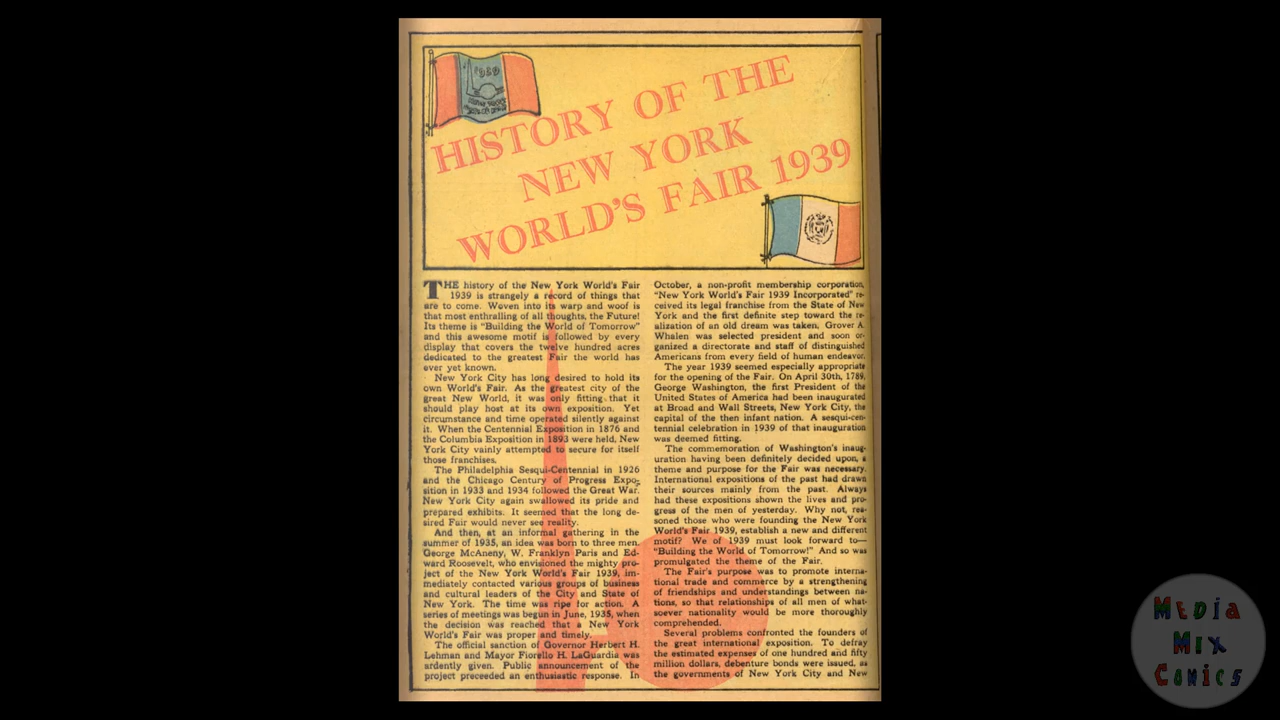 1939
HISTORY OF THE
NEW YORK
WORLD'S FAIR 1939
THE history of the New York World's Fair
1939 is strangely a record of things that
are to come. Woven into its warp and woof is
that most enthralling of all thoughts, the Future!
Its theme is "Building the World of Tomorrow"
and this awesome motif is followed by every
display that covers the twelve hundred acres
dedicated to the greatest Fair the world has
ever yet known.
New York City has long desired to hold its
own World's Fair. As the greatest city of the
great New World, it was only fitting that it
should play host at its own exposition. Yet
circumstance and time operated silently against
it. When the Centennial Exposition in 1876 and
the Columbia Exposition in 1893 were held, New
York City vainly attempted to secure for itself
those franchises.
The Philadelphia Sesqui-Centennial in 1926
and the Chicago Century of Progress Expo-
sition in 1933 and 1934 followed the Great War.
New York City again swallowed its pride and
prepared exhibits. It seemed that the long de-
sired Fair would never see reality.
And then, at an informal gathering in the
summer of 1935, an idea was born to three men.
George McAneny, W. Franklyn Paris and Ed-
ward Roosevelt, who envisioned the mighty pro-
ject of the New York World's Fair 1939, im-
mediately contacted various groups of business
and cultural leaders of the City and State of
New York. The time was ripe for action. A
series of meetings was begun in June, 1935, when
the decision was reached that a New York
World's Fair was proper and timely.
The official sanction of Governor Herbert H.
Lehman and Mayor Fiorello H. LaGuardia was
ardently given. Public announcement of the
project preceeded an enthusiastic response. In
October, a non-profit membership corporation,
"New York World's Fair 1939 Incorporated" re-
ceived its legal franchise from the State of New
York and the first definite step toward the re-
alization of an old dream was taken. Grover A.
Whalen was selected president and soon or-
ganized a directorate and staff of distinguished
Americans from every field of human endeavor.
The year 1939 seemed especially appropriate
for the opening of the Fair. On April 30th, 1789,
George Washington, the first President of the
United States of America had been inaugurated
at Broad and Wall Streets, New York City, the
capital of the then infant nation. A sesqui-cen-
tennial celebration in 1939 of that inauguration
was deemed fitting.
The commemoration of Washington's inaug-
uration having been definitely decided upon, a
theme and purpose for the Fair was necessary.
International expositions of the past had drawn
their sources mainly from the past. Always
had these expositions shown the lives and pro-
gress of the men of yesterday. Why not, rea-
soned those who were founding the New York
World's Fair 1939, establish a new and different
motif? We of 1939 must look forward to—
"Building the World of Tomorrow!" And so was
promulgated the theme of the Fair.
The Fair's purpose was to promote interna-
tional trade and commerce by a strengthening
of friendships and understandings between na-
tions, so that relationships of all men of what-
soever nationality would be more thoroughly
comprehended.
Several problems confronted the founders of
the great international exposition. To defray
the estimated expenses of one hundred and fifty
million dollars, debenture bonds were issued, as
the governments of New York City and New
MEDIA
MIX
COMICS